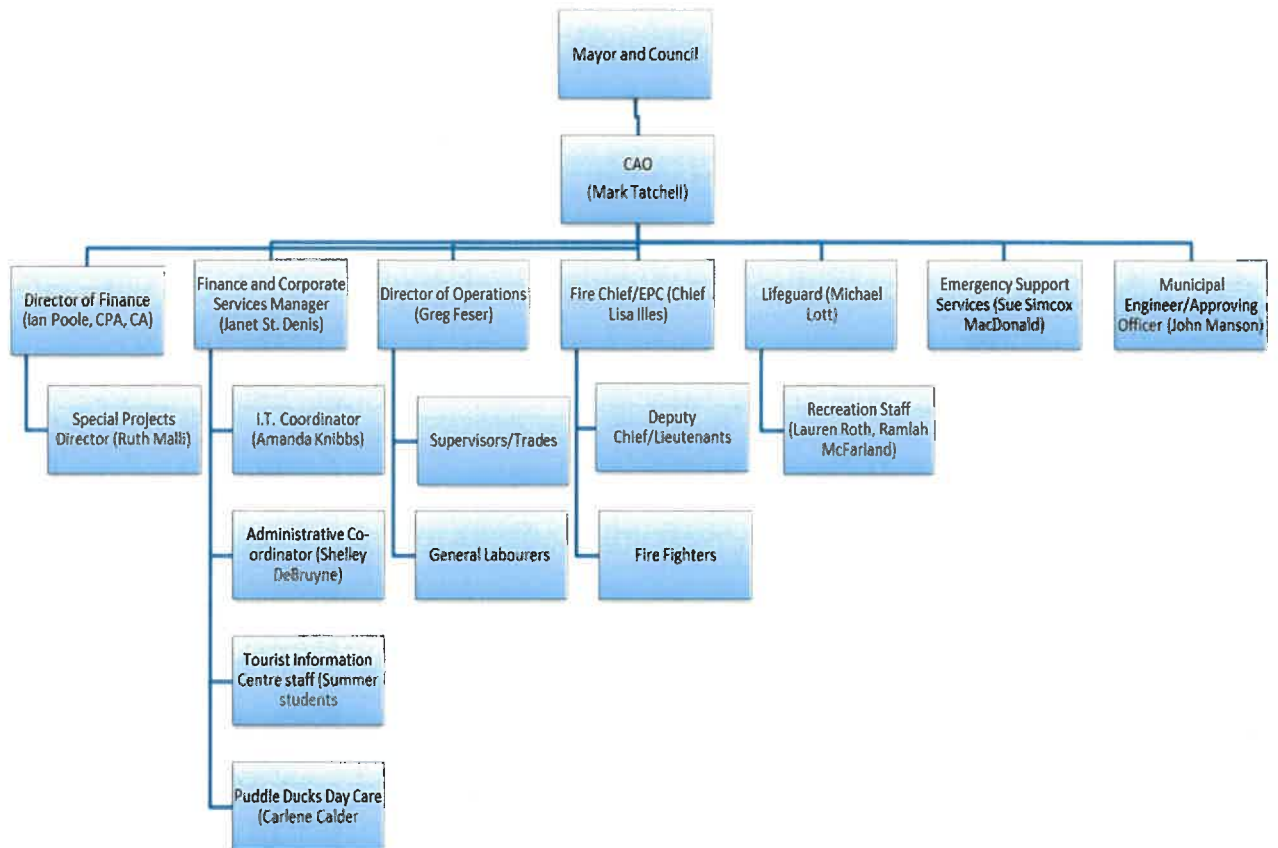 Mayor and Council
CAO
(Mark Tatchell)
Director of Finance
(Ian Poole, CPA, CA)
Finance and Corporate
Services Manager
(Janet St. Denis)
Director of Operations
(Greg Feser)
Fire Chief/EPC (Chief
Lisa Illes)
Lifeguard (Michael
Lott)
Emergency Support
Services (Sue Simcox
MacDonald)
Municipal
Engineer/Approving
Officer (John Manson)
Special Projects
Director (Ruth Malli)
I.T. Coordinator
(Amanda Knibbs)
Supervisors/Trades
Deputy
Chief/Lieutenants
Recreation Staff
(Lauren Roth, Ramlah
McFarland)
Administrative Co-
ordinator (Shelley
DeBruyne)
General Labourers
Fire Fighters
Tourist Information
Centre staff (Summer
students
Puddle Ducks Day Care
(Carlene Calder